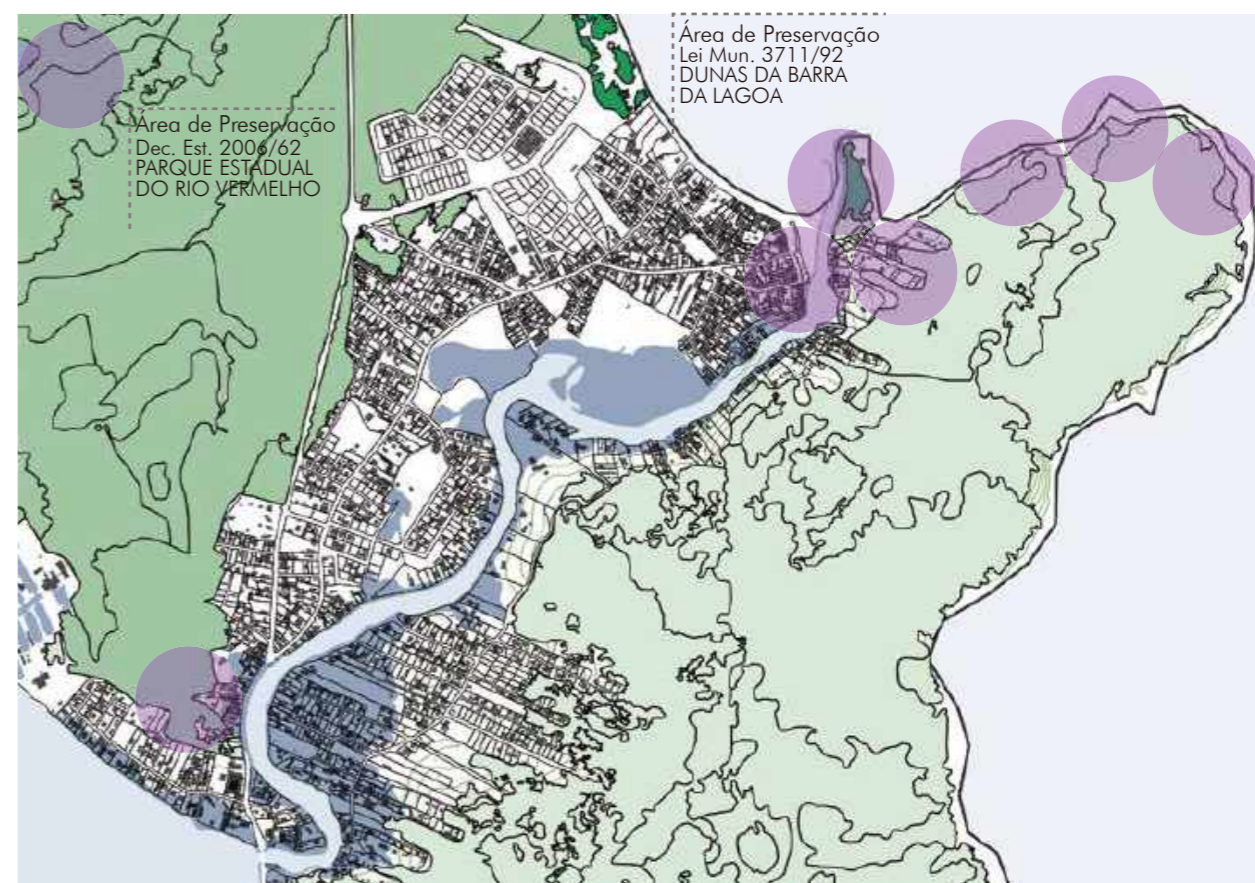 Área de Preservação
Dec. Est. 2006/62
PARQUE ESTADUAL
DO RIO VERMELHO
Área de Preservação
Lei Mun. 3711/92
DUNAS DA BARRA
DA LAGOA